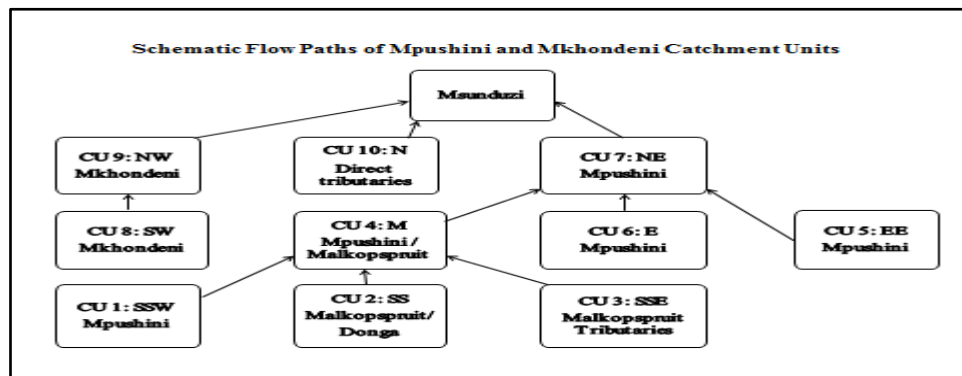 Schematic Flow Paths of Mpushini and Mkhondeni Catchment Units
Msunduzi
CU 9: NW
Mkhondeni
CU 10: N
Direct
tributaries
CU 7: NE
Mpushini
CU 8: SW
Mkhondeni
CU 4: M
Mpushini /
Malkopspruit
CU 6: E
Mpushini
CU 5: EE
Mpushini
CU 1: SSW
Mpushini
CU 2: SS
Malkopspruit/
Donga
CU 3: SSE
Malkopspruit
Tributaries